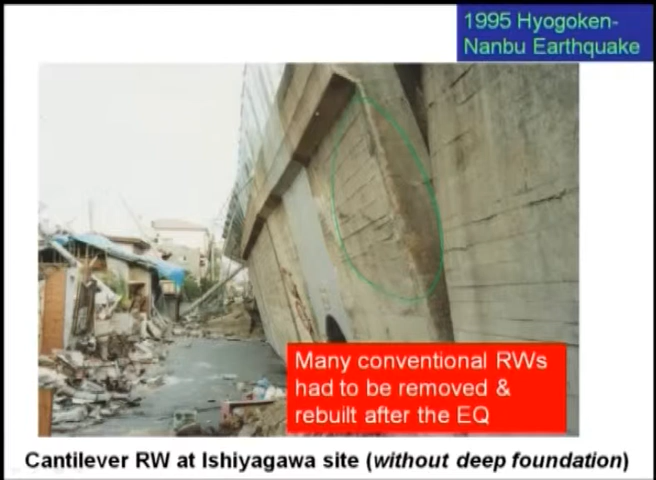 1995 Hyogoken-
Nanbu Earthquake
Many conventional RWs
had to be removed &
rebuilt after the EQ
Cantilever RW at Ishiyagawa site (without deep foundation)